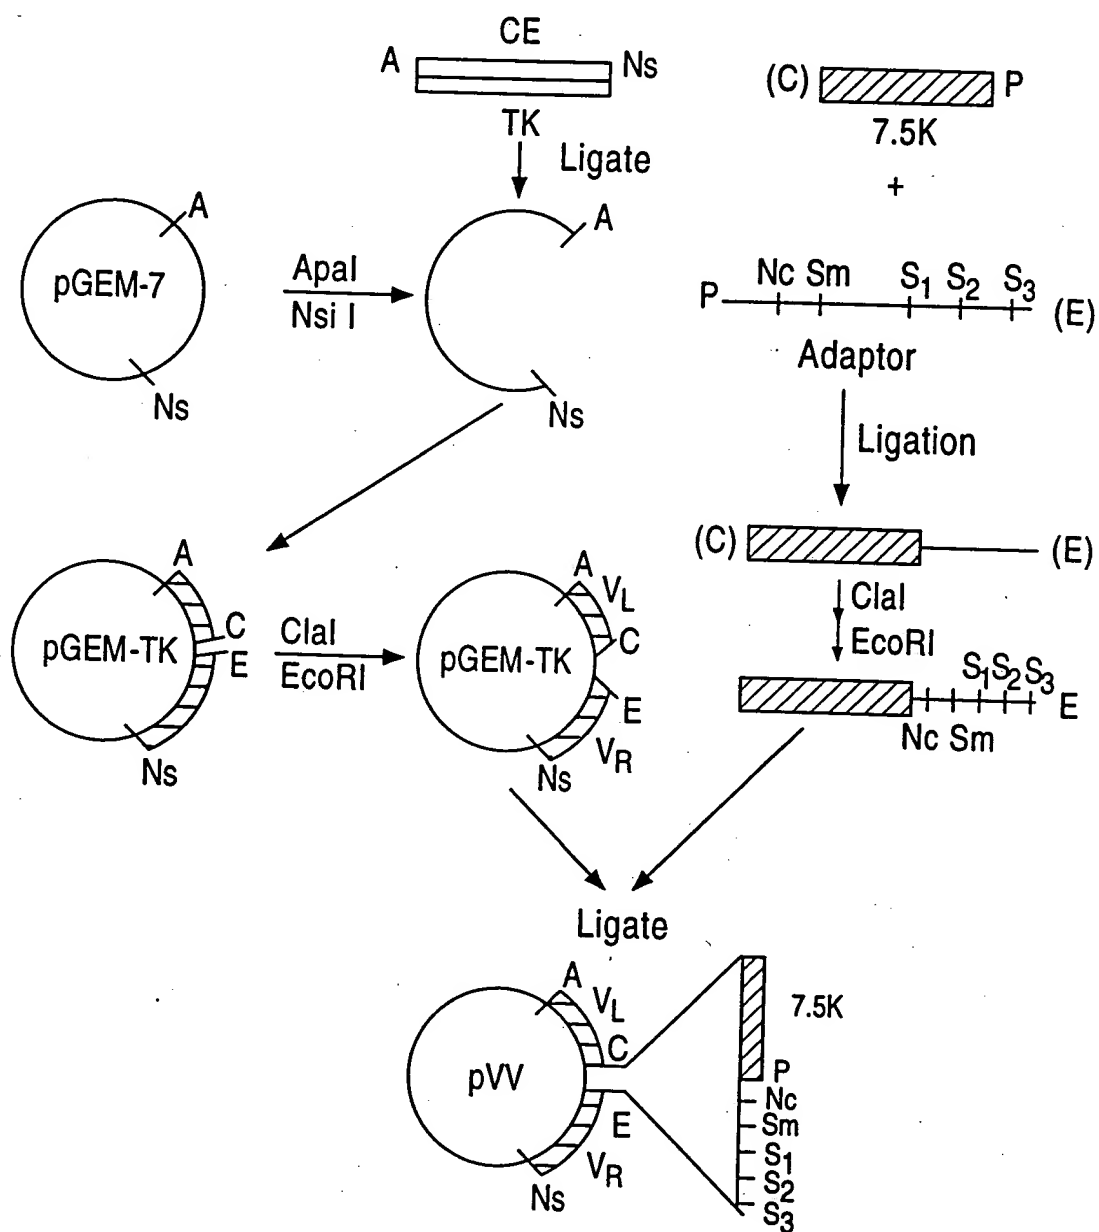 CE
A
Ns
TK
Ligate
(C)
P
7.5K
+
A
pGEM-7
Ns
ApaI
Nsi I
A
Ns
P
Nc Sm S1 S2 S3
(E)
Adaptor
Ligation
(C)
(E)
ClaI
EcoRI
S1S2S3
E
Nc Sm
A
pGEM-TK
C
E
Ns
ClaI
EcoRI
A
VL
pGEM-TK
C
E
VR
Ns
Ligate
A
VL
C
pVV
E
VR
Ns
7.5K
P
Nc
Sm
S1
S2
S3